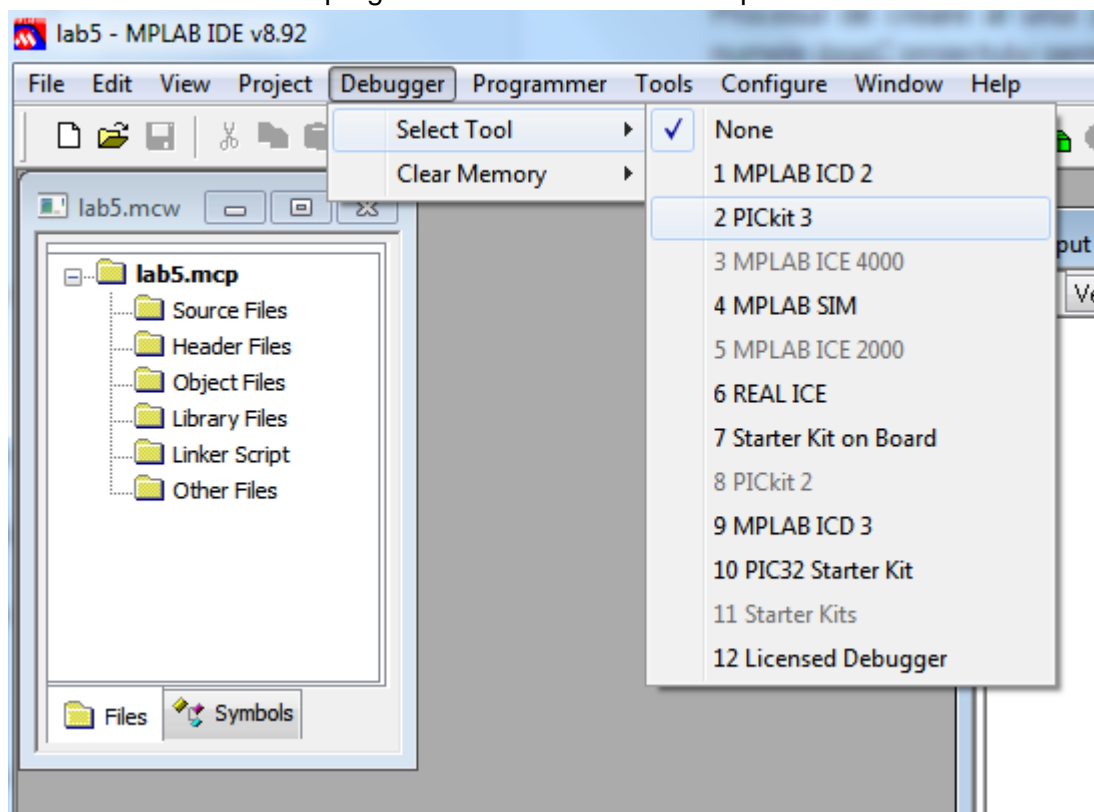 lab5 - MPLAB IDE v8.92
File Edit View Project Debugger Programmer Tools Configure Window Help
Select Tool
Clear Memory
None
1 MPLAB ICD 2
2 PICkit 3
3 MPLAB ICE 4000
4 MPLAB SIM
5 MPLAB ICE 2000
6 REAL ICE
7 Starter Kit on Board
8 PICkit 2
9 MPLAB ICD 3
10 PIC32 Starter Kit
11 Starter Kits
12 Licensed Debugger
lab5.mcw
lab5.mcp
Source Files
Header Files
Object Files
Library Files
Linker Script
Other Files
Files Symbols
put
Ve